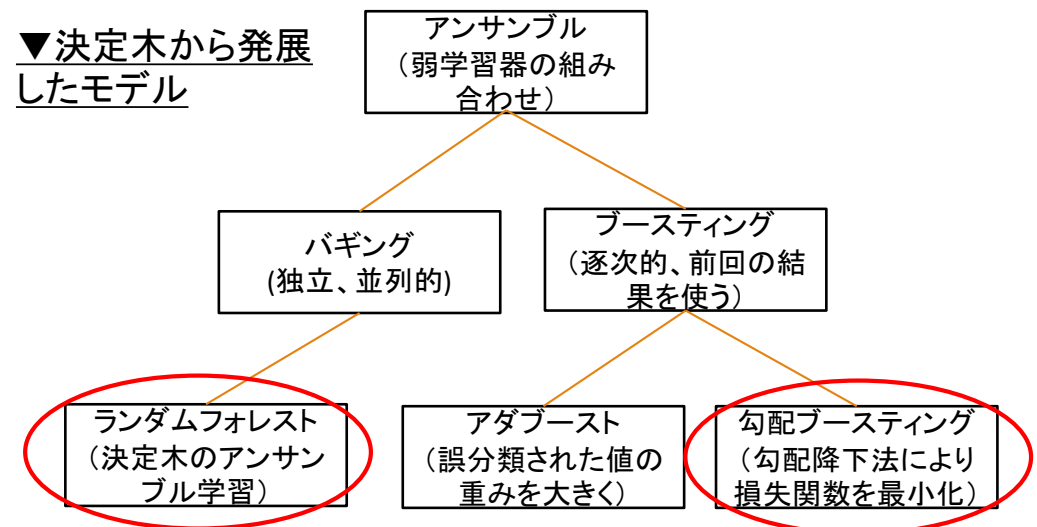 ▼決定木から発展
したモデル
アンサンブル
（弱学習器の組み
合わせ）
バギング
(独立、並列的)
ブースティング
（逐次的、前回の結
果を使う）
ランダムフォレスト
（決定木のアンサン
ブル学習）
アダブースト
（誤分類された値の
重みを大きく）
勾配ブースティング
（勾配降下法により
損失関数を最小化）